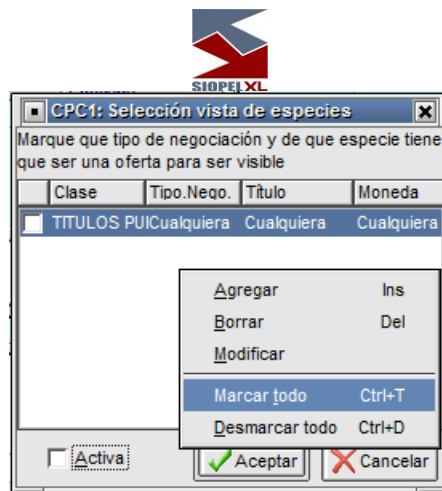 SIOPEL XL
CPC1: Selección vista de especies
Marque que tipo de negociación y de que especie tiene
que ser una oferta para ser visible
Clase Tipo.Nego. Título Moneda
TITULOS PU Cualquiera Cualquiera Cualquiera
Agregar Ins
Borrar Del
Modificar
Marcar todo Ctrl+T
Desmarcar todo Ctrl+D
Activa Aceptar Cancelar